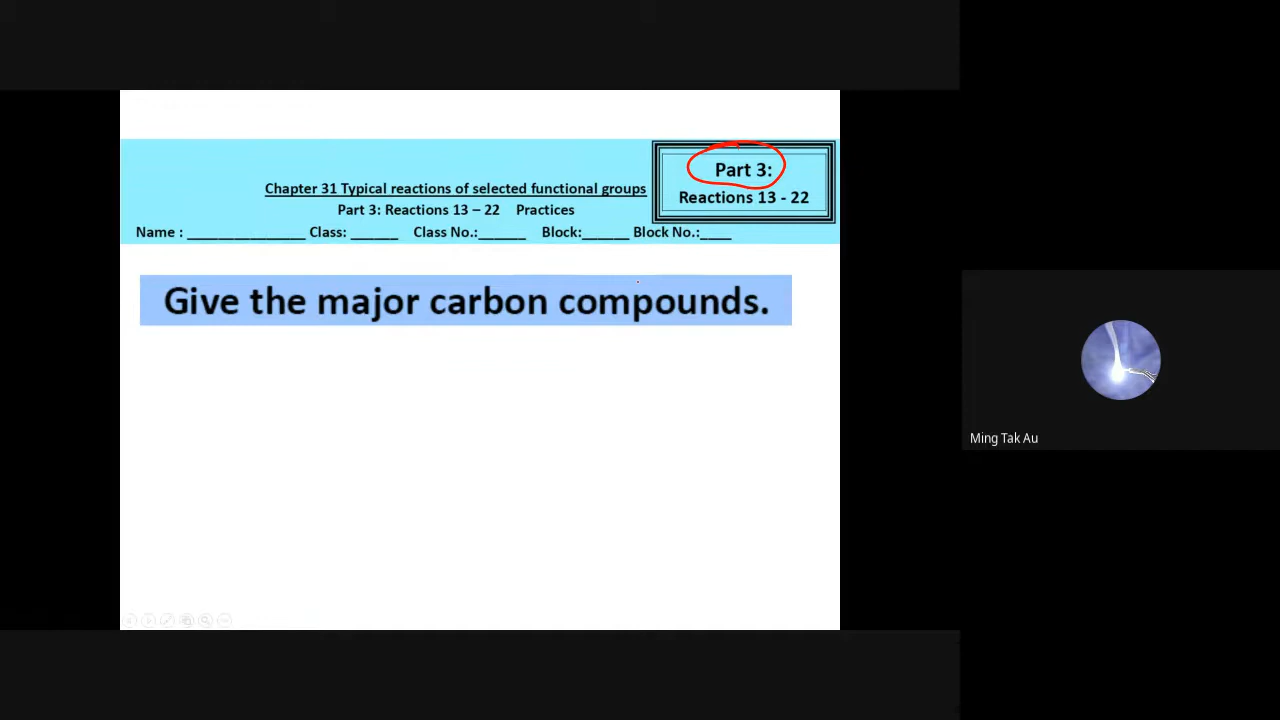 Part 3:
Reactions 13 - 22
Chapter 31 Typical reactions of selected functional groups
Part 3: Reactions 13 – 22 Practices
Name : ________________ Class: ______ Class No.:______ Block:______ Block No.:____
Give the major carbon compounds.
Ming Tak Au